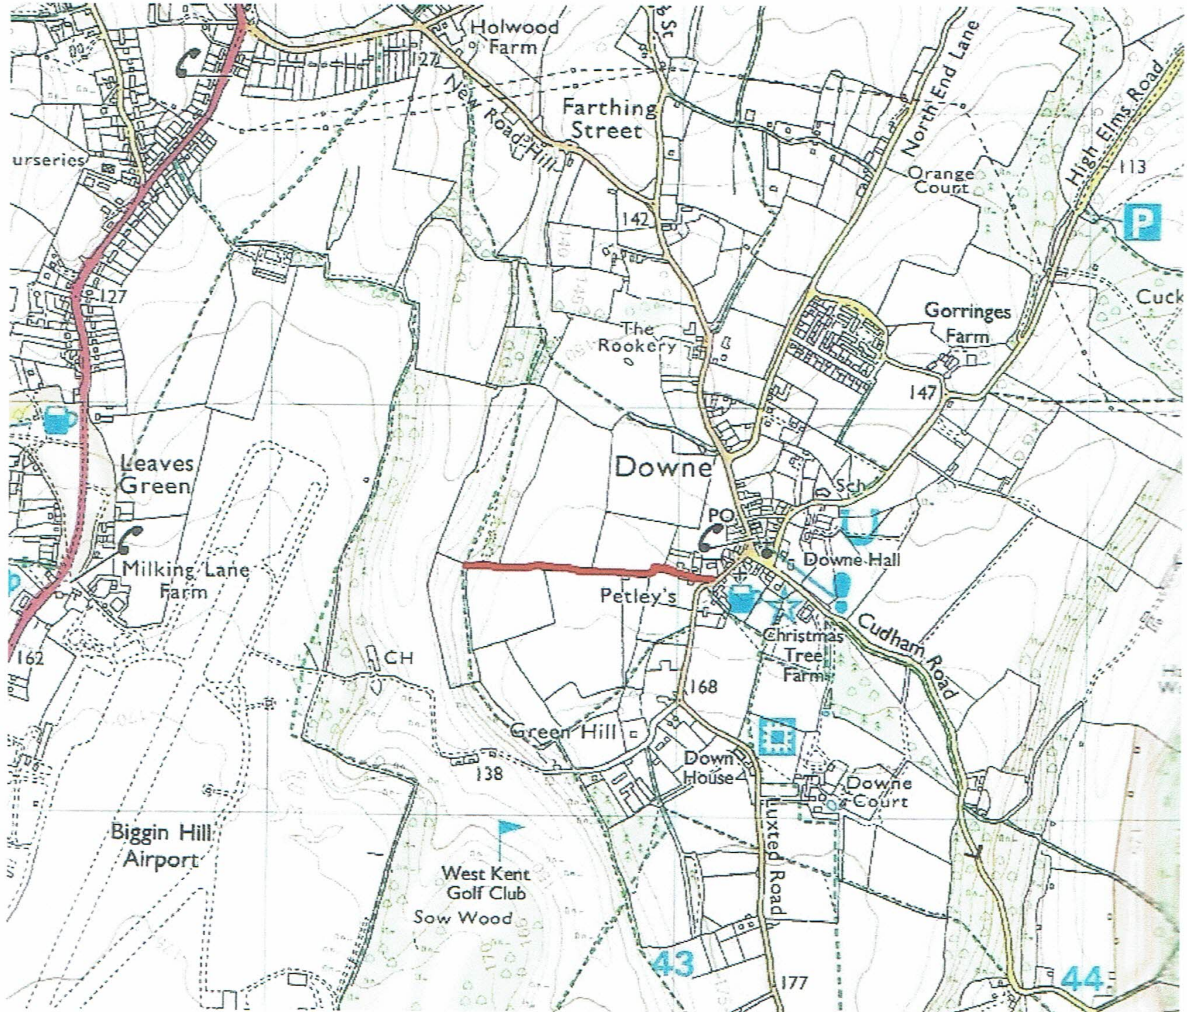 Holwood
Farm
122
New Road Hill
Farthing
Street
North End Lane
High Elms Road
113
urseries
Orange
Court
P
142
127
Cuck
Gorringes
Farm
The
Rookery
147
Leaves
Green
Downe
Sch
PO
Downe Hall
Milking Lane
Farm
Petley's
Christmas
Tree
Farm
Cudham Road
162
CH
168
Green Hill
138
Down
House
Downe
Court
Luxted Road
Biggin Hill
Airport
West Kent
Golf Club
Sow Wood
170
43
44
177